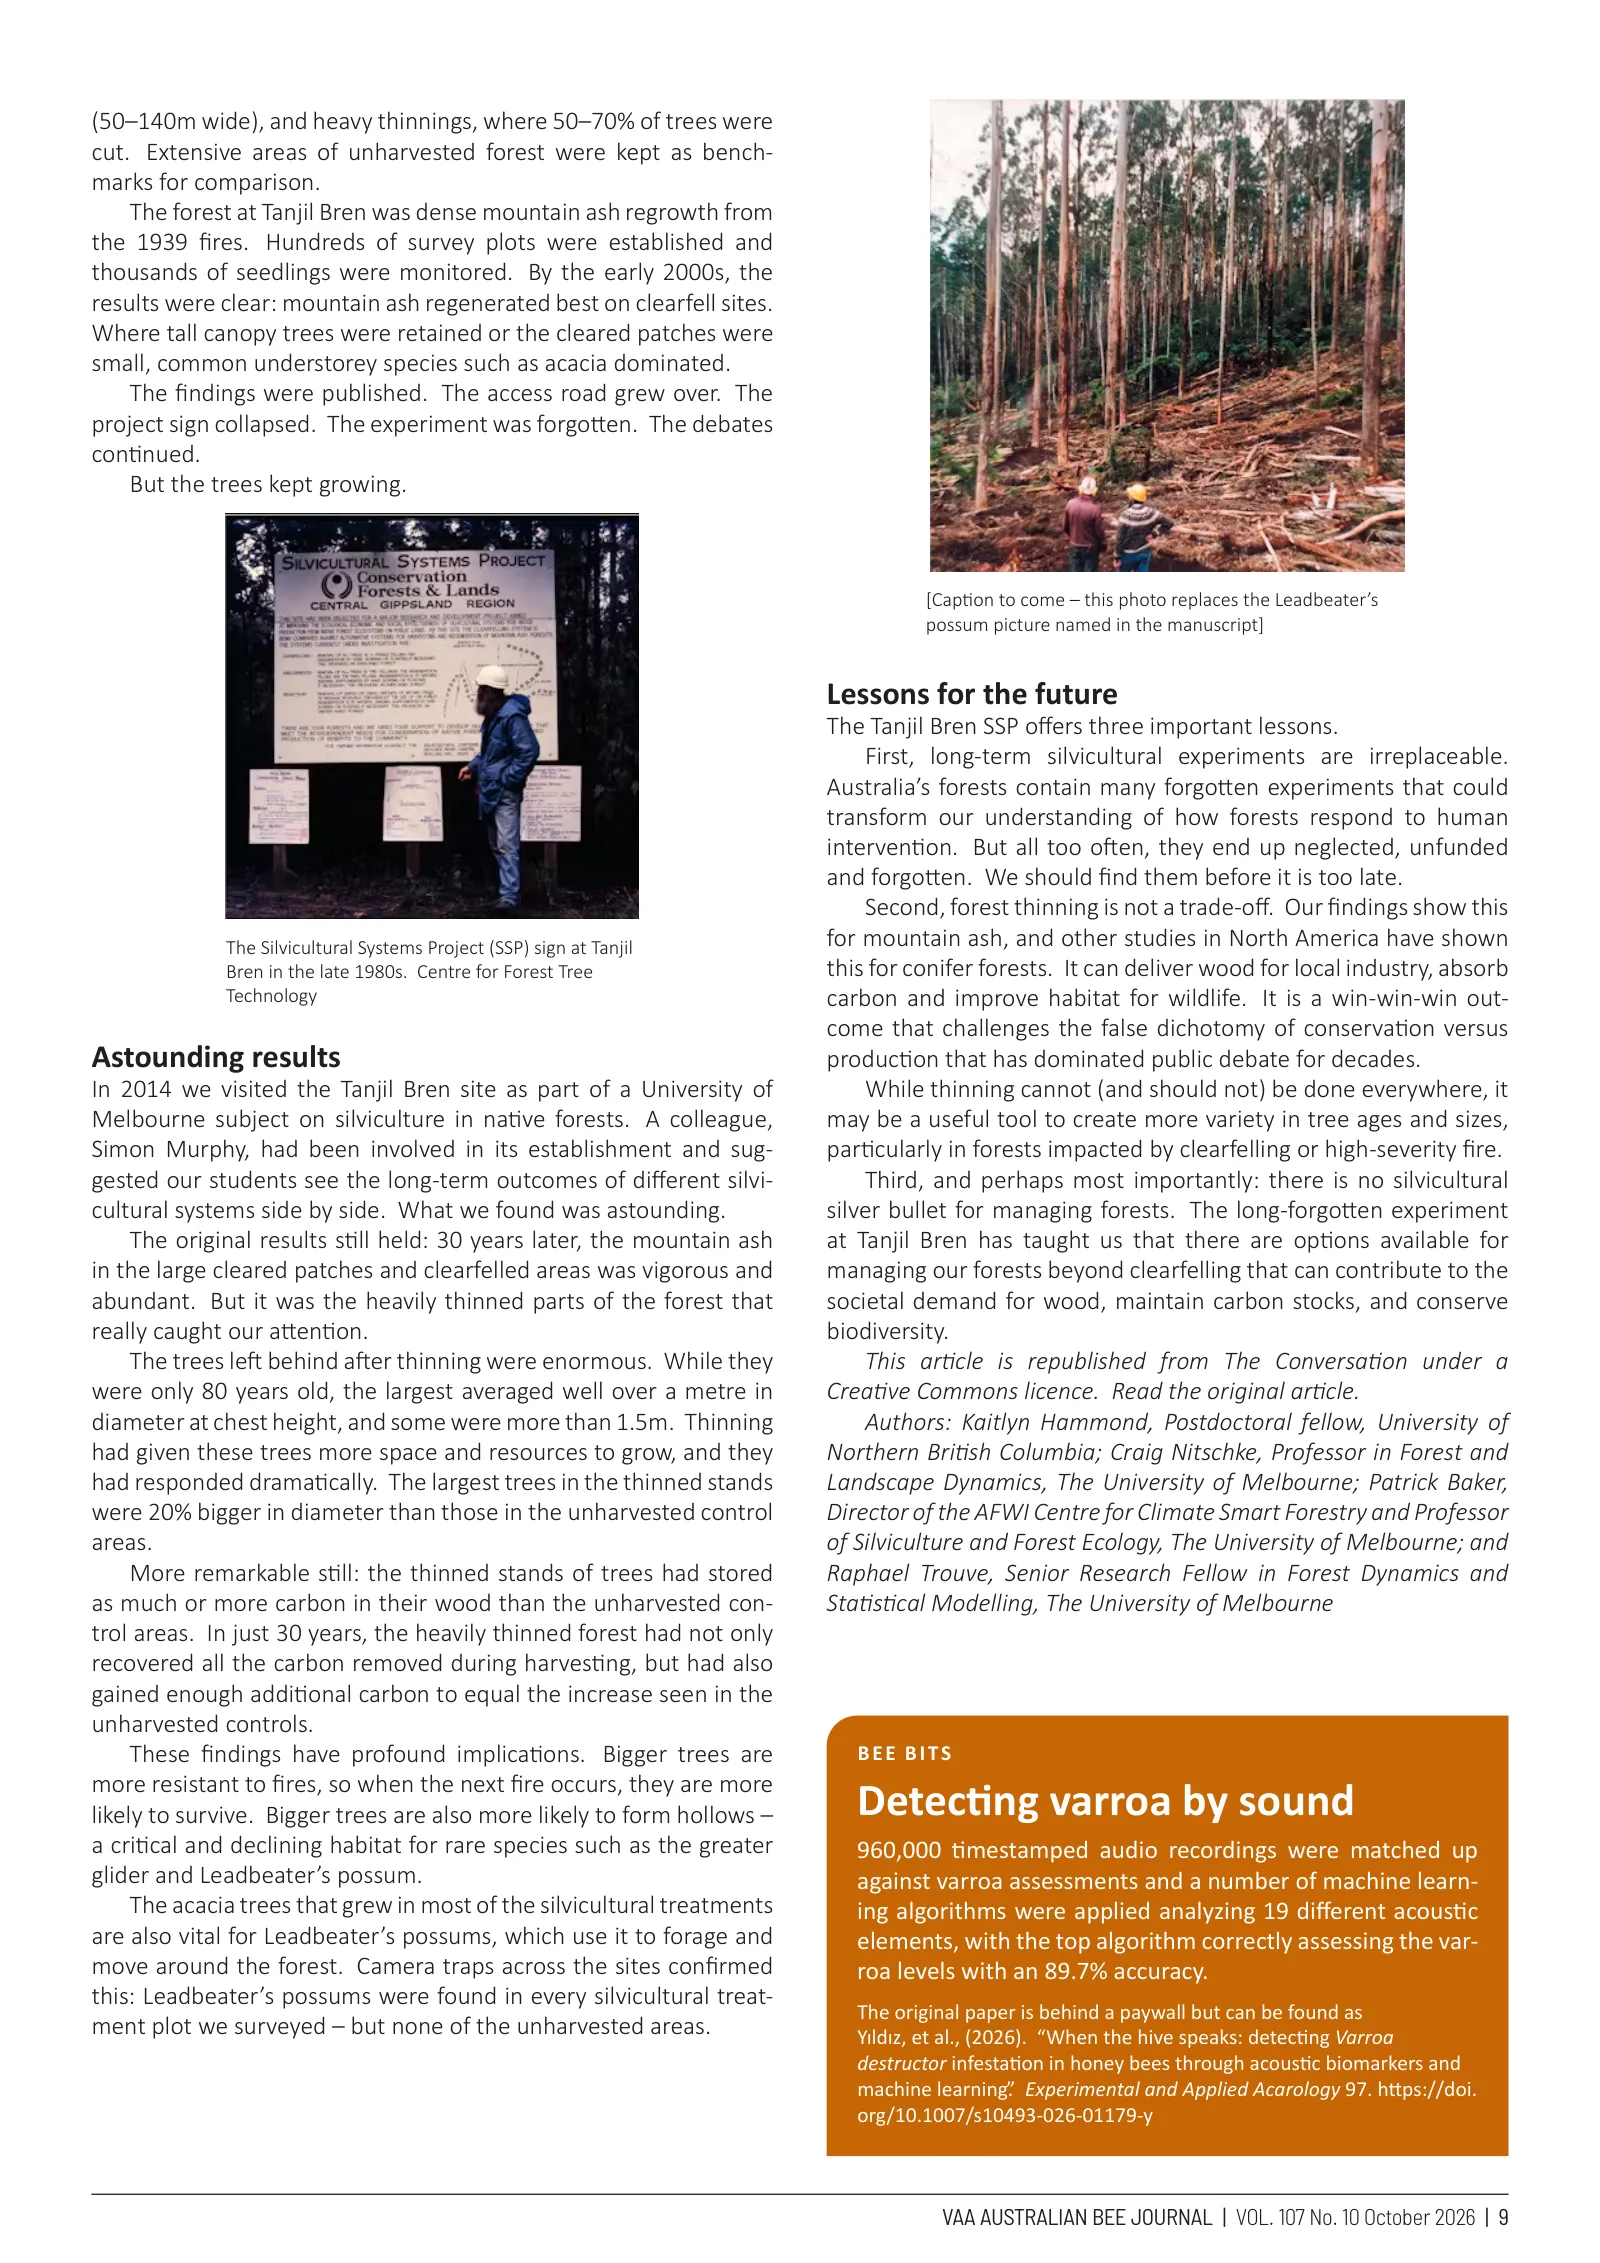 (50–140m wide), and heavy thinnings, where 50–70% of trees were
cut. Extensive areas of unharvested forest were kept as bench-
marks for comparison.
The forest at Tanjil Bren was dense mountain ash regrowth from
the 1939 fires. Hundreds of survey plots were established and
thousands of seedlings were monitored. By the early 2000s, the
results were clear: mountain ash regenerated best on clearfell sites.
Where tall canopy trees were retained or the cleared patches were
small, common understorey species such as acacia dominated.
The findings were published. The access road grew over. The
project sign collapsed. The experiment was forgotten. The debates
continued.
But the trees kept growing.
SILVICULTURAL SYSTEMS PROJECT
Conservation
Forests & Lands
CENTRAL GIPPSLAND REGION
The Silvicultural Systems Project (SSP) sign at Tanjil
Bren in the late 1980s. Centre for Forest Tree
Technology
Astounding results
In 2014 we visited the Tanjil Bren site as part of a University of
Melbourne subject on silviculture in native forests. A colleague,
Simon Murphy, had been involved in its establishment and sug-
gested our students see the long-term outcomes of different silvi-
cultural systems side by side. What we found was astounding.
The original results still held: 30 years later, the mountain ash
in the large cleared patches and clearfelled areas was vigorous and
abundant. But it was the heavily thinned parts of the forest that
really caught our attention.
The trees left behind after thinning were enormous. While they
were only 80 years old, the largest averaged well over a metre in
diameter at chest height, and some were more than 1.5m. Thinning
had given these trees more space and resources to grow, and they
had responded dramatically. The largest trees in the thinned stands
were 20% bigger in diameter than those in the unharvested control
areas.
More remarkable still: the thinned stands of trees had stored
as much or more carbon in their wood than the unharvested con-
trol areas. In just 30 years, the heavily thinned forest had not only
recovered all the carbon removed during harvesting, but had also
gained enough additional carbon to equal the increase seen in the
unharvested controls.
These findings have profound implications. Bigger trees are
more resistant to fires, so when the next fire occurs, they are more
likely to survive. Bigger trees are also more likely to form hollows –
a critical and declining habitat for rare species such as the greater
glider and Leadbeater’s possum.
The acacia trees that grew in most of the silvicultural treatments
are also vital for Leadbeater’s possums, which use it to forage and
move around the forest. Camera traps across the sites confirmed
this: Leadbeater’s possums were found in every silvicultural treat-
ment plot we surveyed – but none of the unharvested areas.
[Caption to come – this photo replaces the Leadbeater’s
possum picture named in the manuscript]
Lessons for the future
The Tanjil Bren SSP offers three important lessons.
First, long-term silvicultural experiments are irreplaceable.
Australia’s forests contain many forgotten experiments that could
transform our understanding of how forests respond to human
intervention. But all too often, they end up neglected, unfunded
and forgotten. We should find them before it is too late.
Second, forest thinning is not a trade-off. Our findings show this
for mountain ash, and other studies in North America have shown
this for conifer forests. It can deliver wood for local industry, absorb
carbon and improve habitat for wildlife. It is a win-win-win out-
come that challenges the false dichotomy of conservation versus
production that has dominated public debate for decades.
While thinning cannot (and should not) be done everywhere, it
may be a useful tool to create more variety in tree ages and sizes,
particularly in forests impacted by clearfelling or high-severity fire.
Third, and perhaps most importantly: there is no silvicultural
silver bullet for managing forests. The long-forgotten experiment
at Tanjil Bren has taught us that there are options available for
managing our forests beyond clearfelling that can contribute to the
societal demand for wood, maintain carbon stocks, and conserve
biodiversity.
This article is republished from The Conversation under a
Creative Commons licence. Read the original article.
Authors: Kaitlyn Hammond, Postdoctoral fellow, University of
Northern British Columbia; Craig Nitschke, Professor in Forest and
Landscape Dynamics, The University of Melbourne; Patrick Baker,
Director of the AFWI Centre for Climate Smart Forestry and Professor
of Silviculture and Forest Ecology, The University of Melbourne; and
Raphael Trouve, Senior Research Fellow in Forest Dynamics and
Statistical Modelling, The University of Melbourne
BEE BITS
Detecting varroa by sound
960,000 timestamped audio recordings were matched up
against varroa assessments and a number of machine learn-
ing algorithms were applied analyzing 19 different acoustic
elements, with the top algorithm correctly assessing the var-
roa levels with an 89.7% accuracy.
The original paper is behind a paywall but can be found as
Yıldız, et al., (2026). “When the hive speaks: detecting Varroa
destructor infestation in honey bees through acoustic biomarkers and
machine learning”. Experimental and Applied Acarology 97. https://doi.
org/10.1007/s10493-026-01179-y
VAA AUSTRALIAN BEE JOURNAL | VOL. 107 No. 10 October 2026 | 9